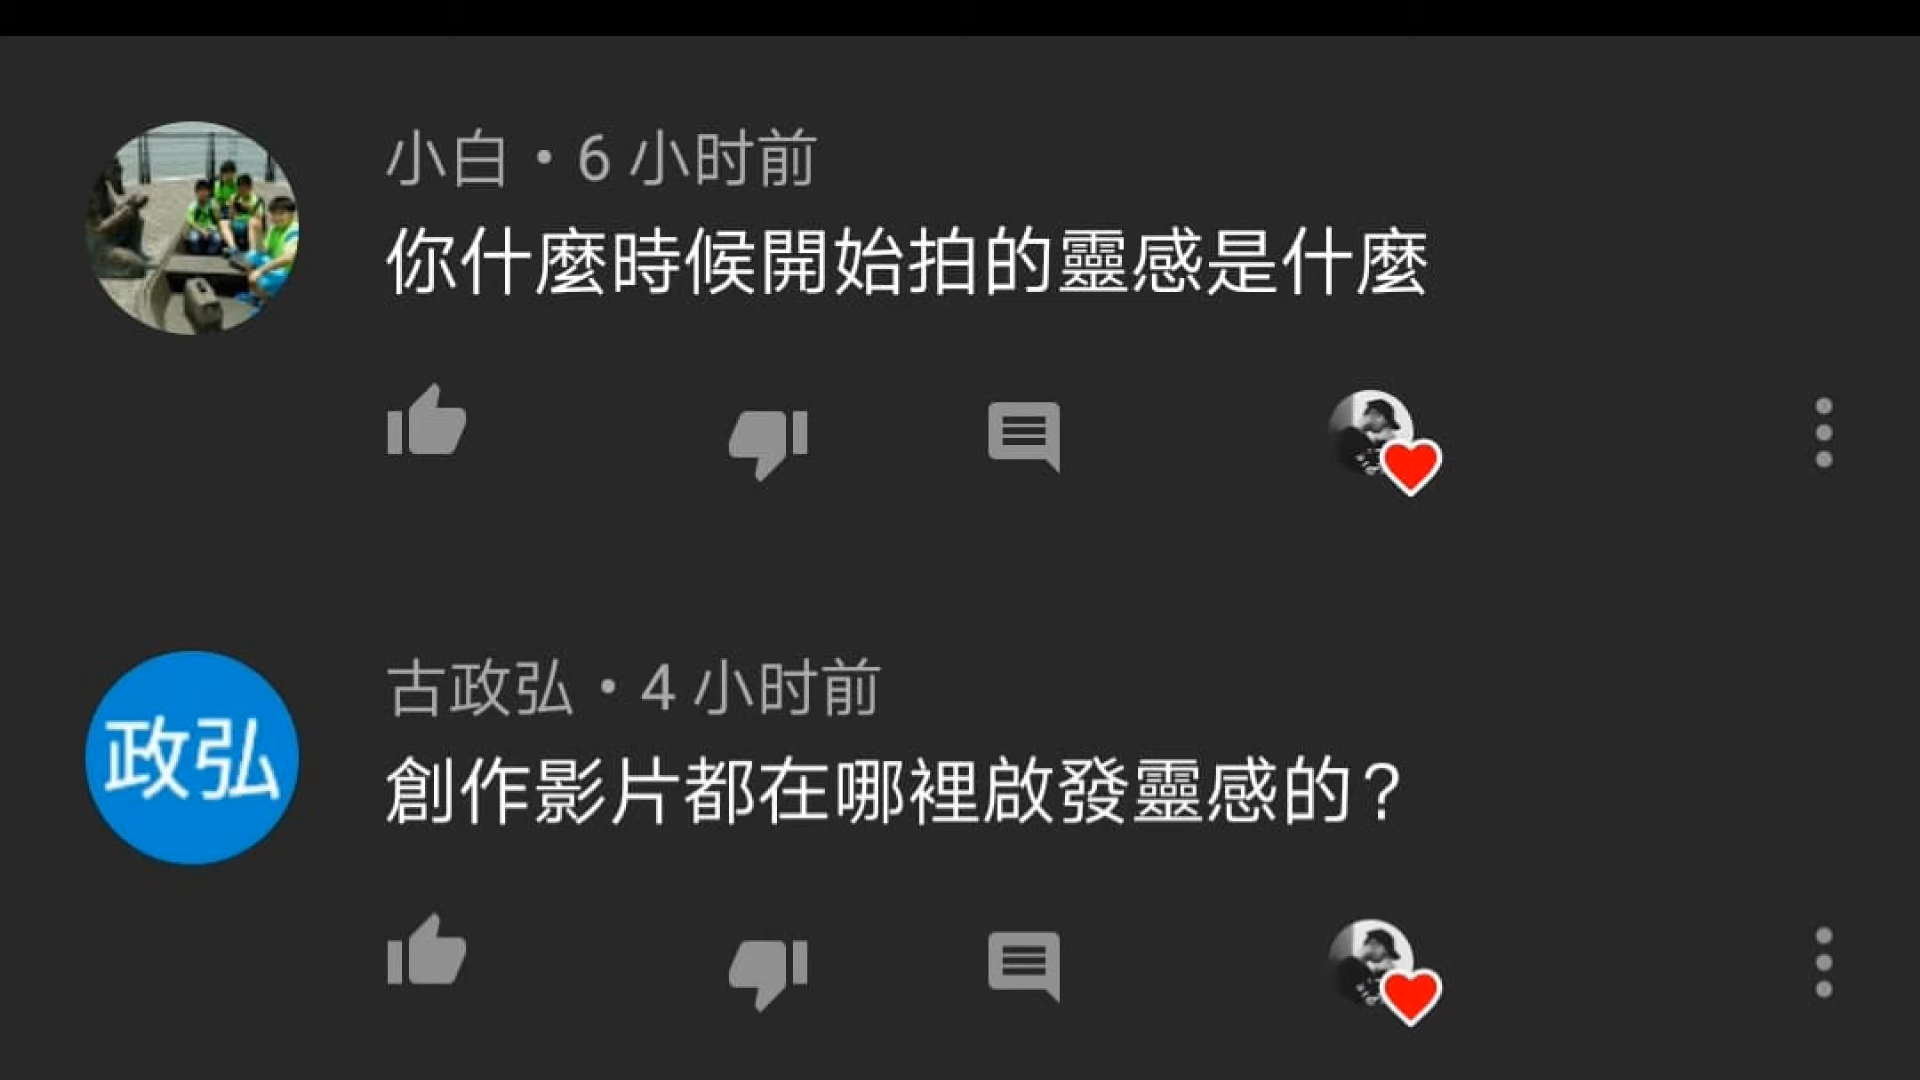 小白・6 小时前
你什麼時候開始拍的靈感是什麼
古政弘・4 小时前
政弘
創作影片都在哪裡啟發靈感的?